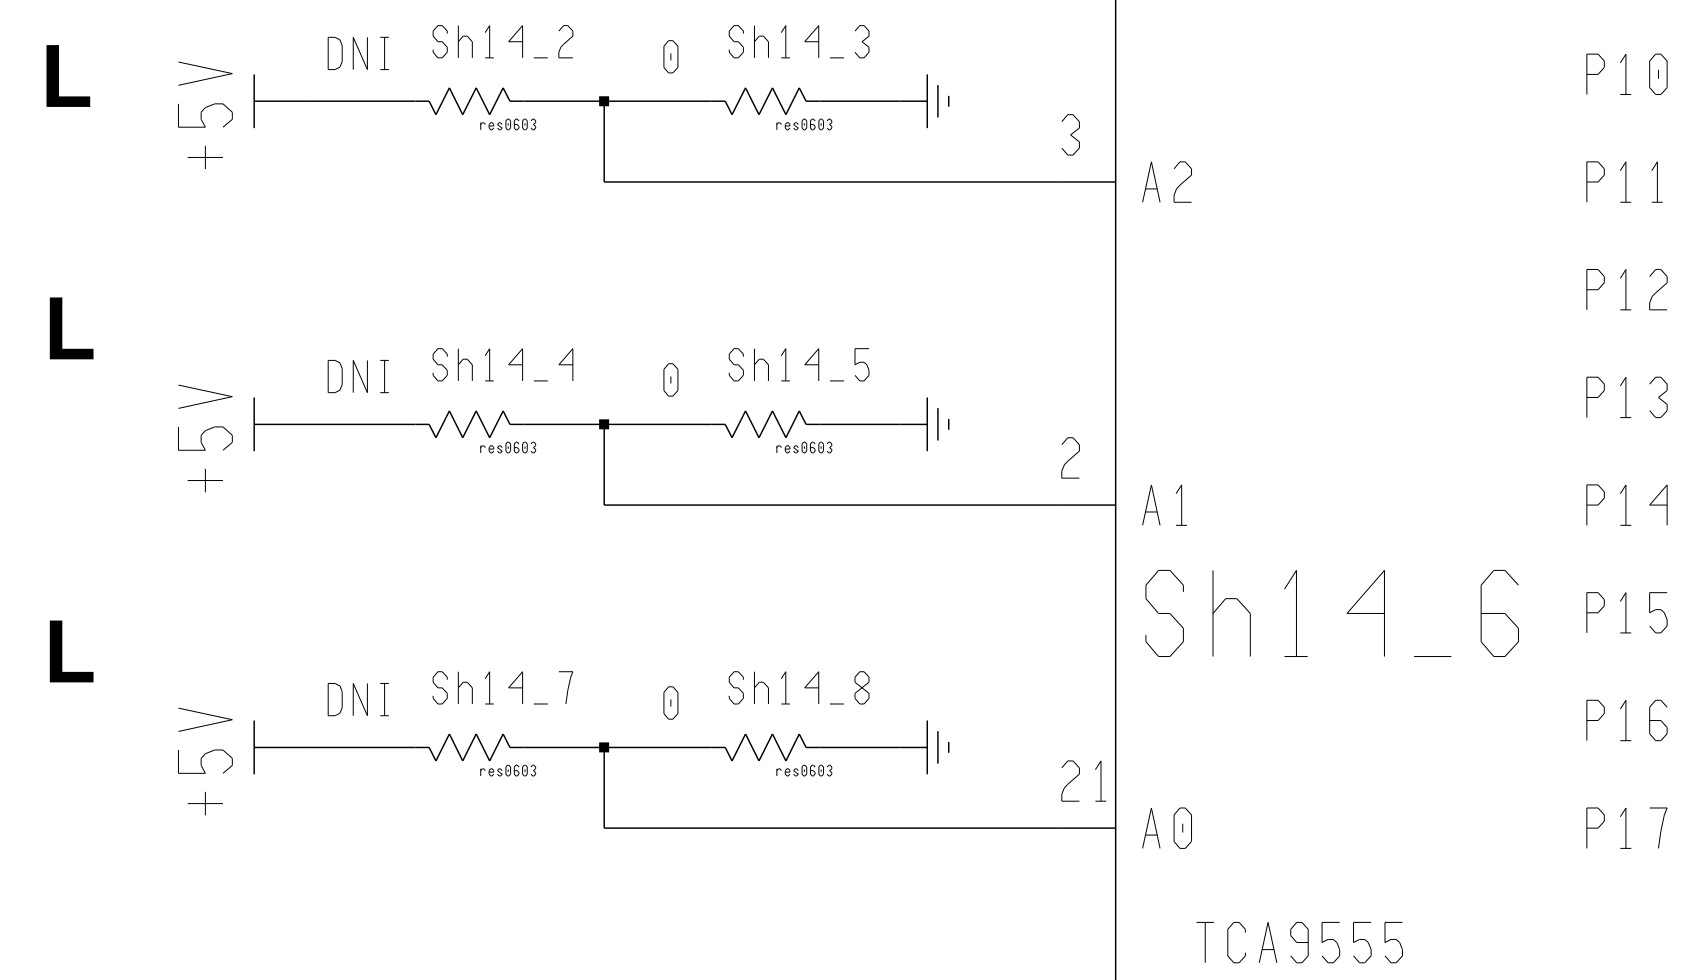 L
+5V
DNI Sh14_2 0 Sh14_3
res0603 res0603
3
A2
P10
P11
P12
L
+5V
DNI Sh14_4 0 Sh14_5
res0603 res0603
2
A1
P13
P14
Sh14_6
P15
L
+5V
DNI Sh14_7 0 Sh14_8
res0603 res0603
21
A0
P16
P17
TCA9555